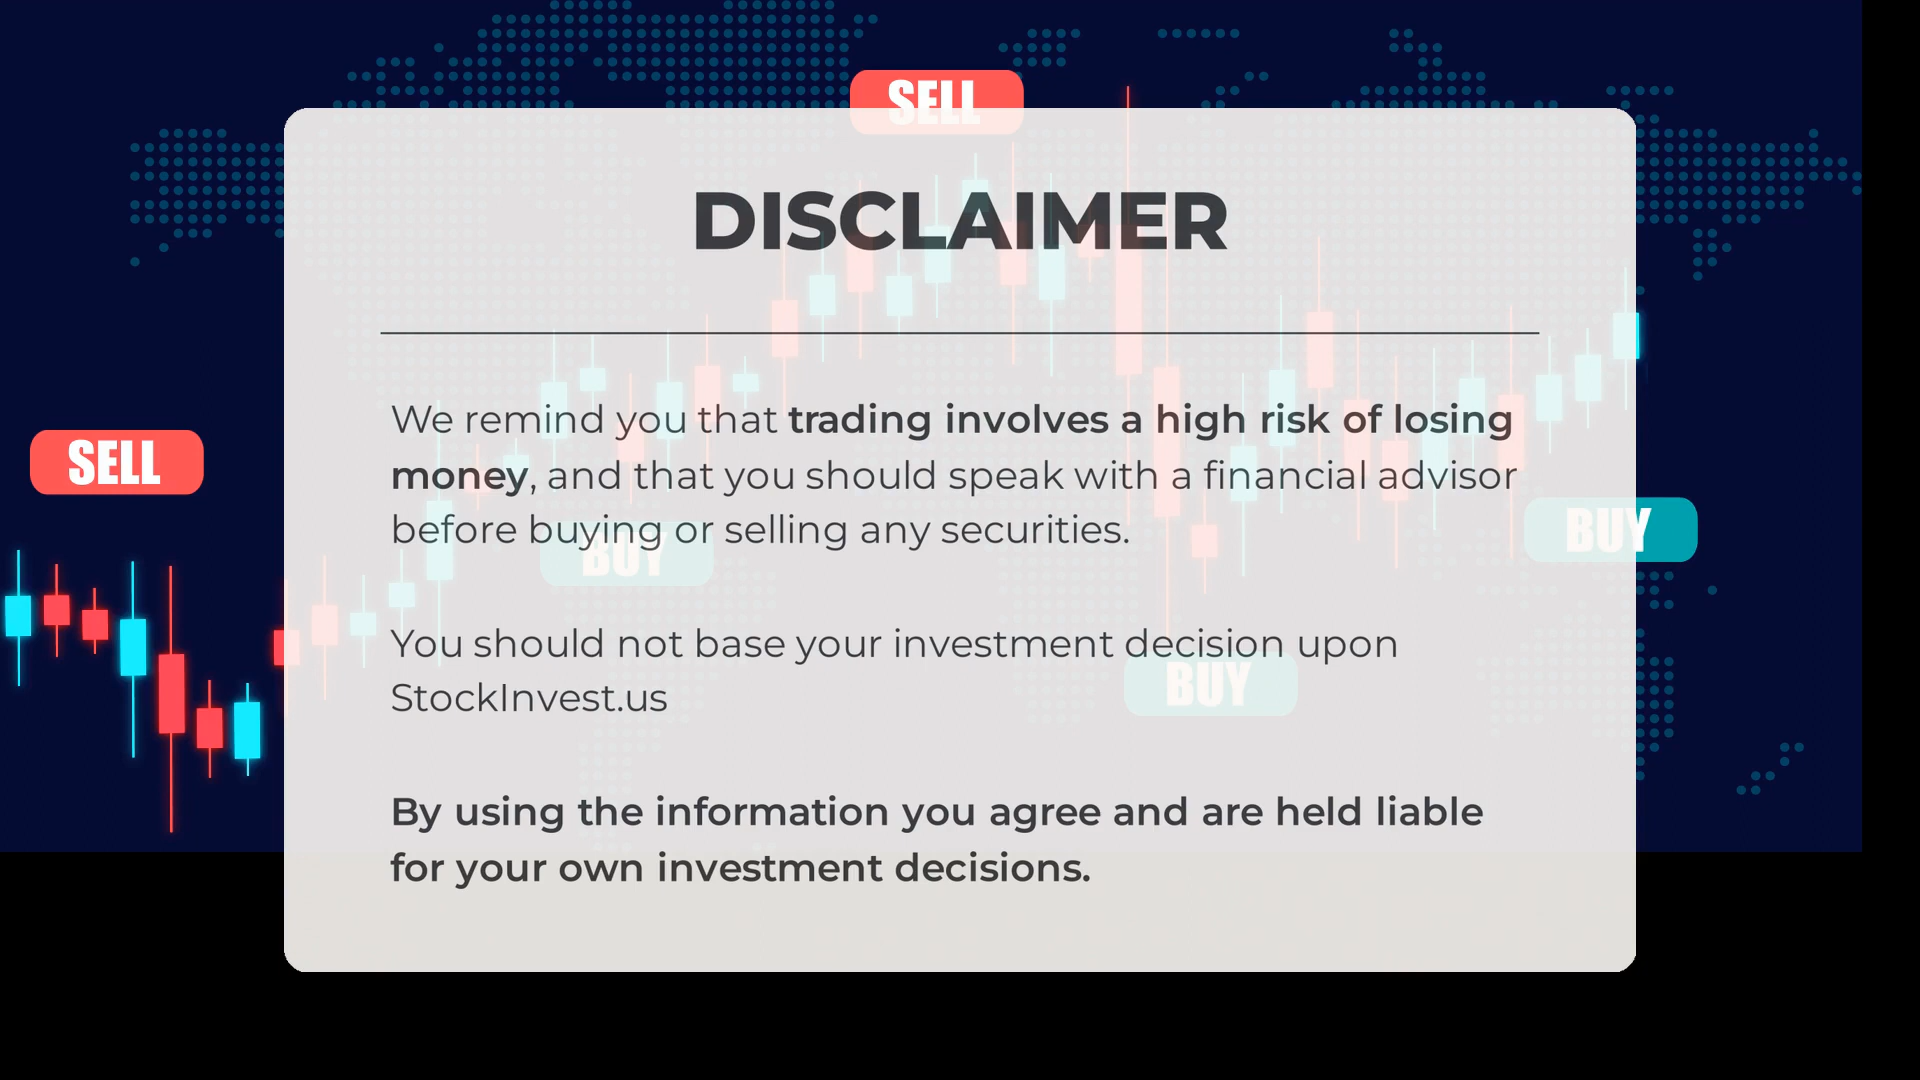 SELL
DISCLAIMER
We remind you that trading involves a high risk of losing
money, and that you should speak with a financial advisor
before buying or selling any securities.
SELL
BUY
BUY
You should not base your investment decision upon
StockInvest.us
BUY
By using the information you agree and are held liable
for your own investment decisions.